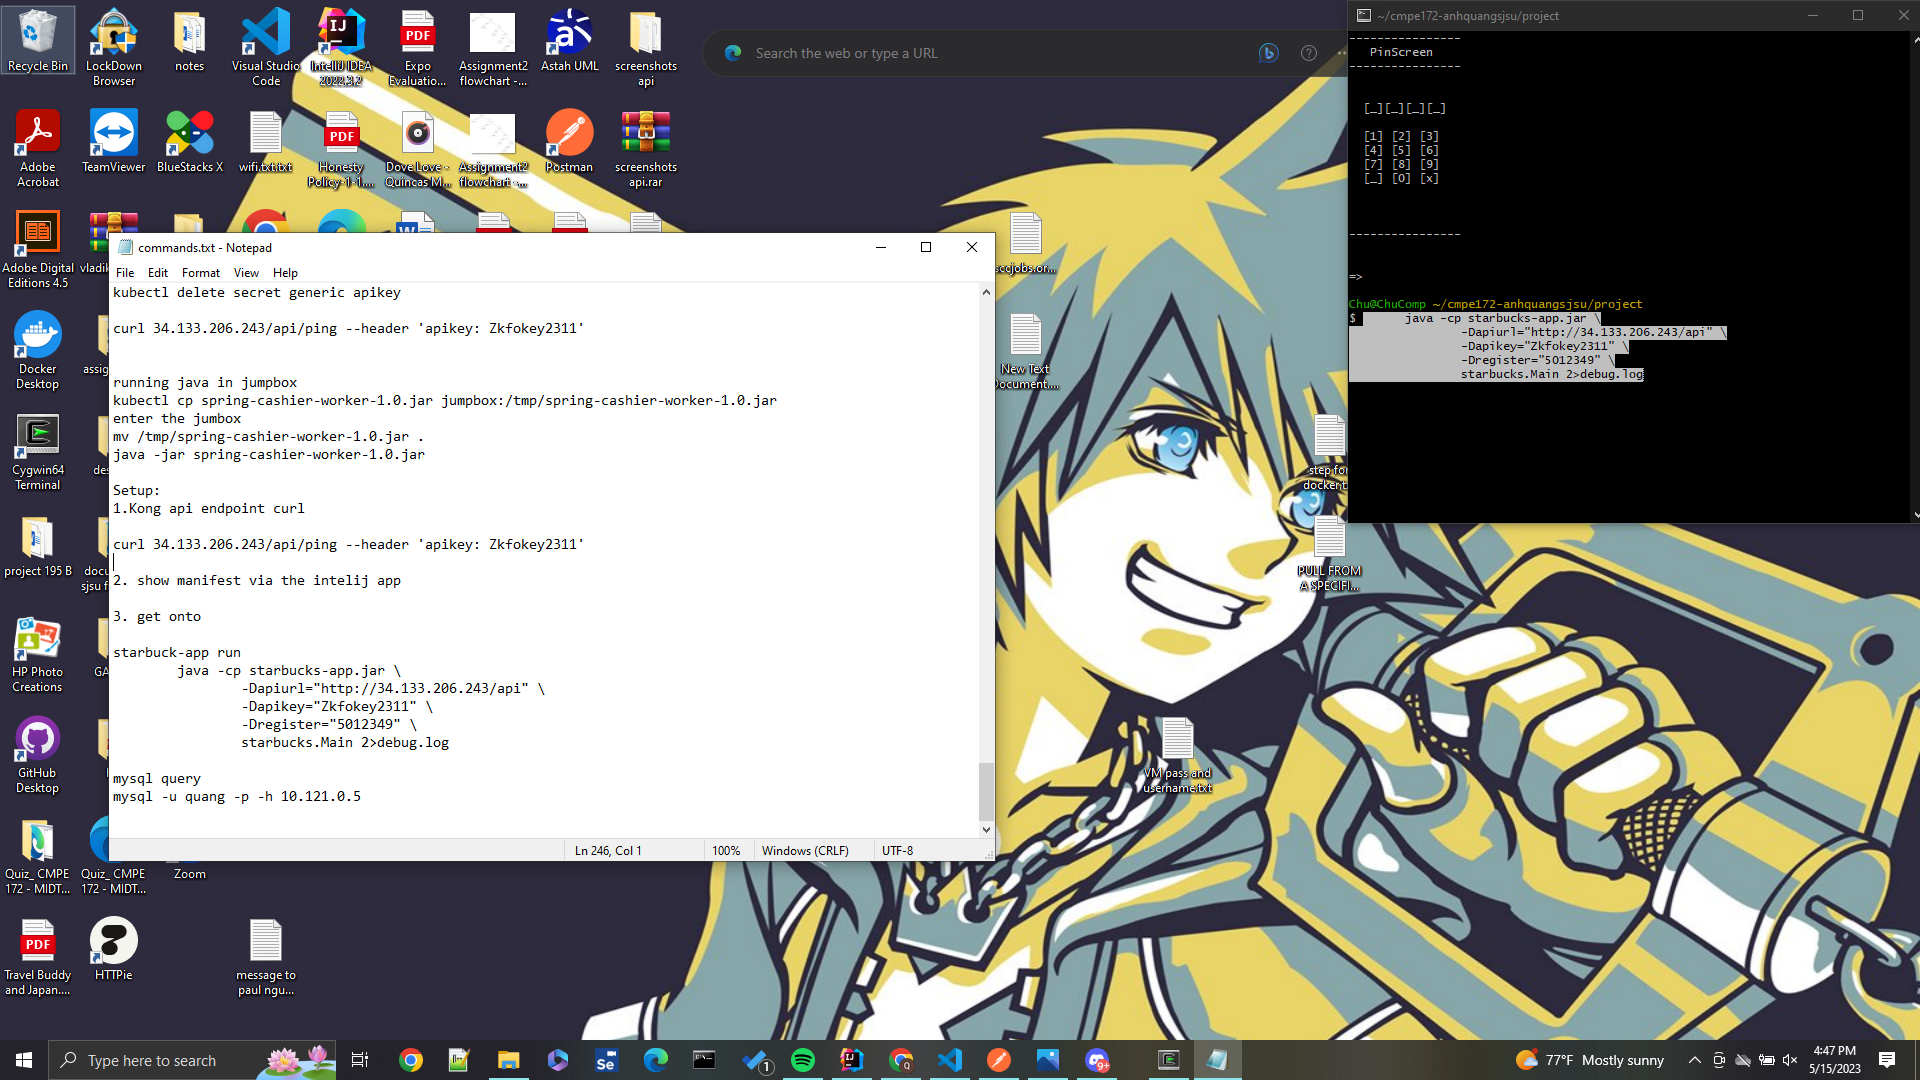 Recycle Bin
LockDown Browser
notes
Visual Studio Code
IntelliJ IDEA 2022.3.2
Expo Evaluatio...
Assignment2 flowchart -...
Astah UML
screenshots api
Adobe Acrobat
TeamViewer
BlueStacks X
wifi.txt.txt
Honesty Policy-1-1....
Dove Love - Quincas M...
Assignment2 flowchart -...
Postman
screenshots api.rar
Adobe Digital Editions 4.5
Docker Desktop
Cygwin64 Terminal
project 195 B
HP Photo Creations
GitHub Desktop
Quiz_ CMPE 172 - MIDT...
Quiz_ CMPE 172 - MIDT...
Zoom
Travel Buddy and Japan....
HTTPie
message to paul ngu...
New Text Document....
PULL FROM A SPECIFI...
VM pass and username.txt
Search the web or type a URL
commands.txt - Notepad
File Edit Format View Help
kubectl delete secret generic apikey
curl 34.133.206.243/api/ping --header 'apikey: Zkfokey2311'
running java in jumpbox
kubectl cp spring-cashier-worker-1.0.jar jumpbox:/tmp/spring-cashier-worker-1.0.jar
enter the jumbox
mv /tmp/spring-cashier-worker-1.0.jar .
java -jar spring-cashier-worker-1.0.jar
Setup:
1.Kong api endpoint curl
curl 34.133.206.243/api/ping --header 'apikey: Zkfokey2311'
2. show manifest via the intelij app
3. get onto
starbuck-app run
java -cp starbucks-app.jar \
-Dapiurl="http://34.133.206.243/api" \
-Dapikey="Zkfokey2311" \
-Dregister="5012349" \
starbucks.Main 2>debug.log
mysql query
mysql -u quang -p -h 10.121.0.5
Ln 246, Col 1 100% Windows (CRLF) UTF-8
~/cmpe172-anhquangsjsu/project
----------------
PinScreen
----------------
[_][_][_][_]
[1] [2] [3]
[4] [5] [6]
[7] [8] [9]
[_] [0] [x]
----------------
=>
Chu@ChuComp ~/cmpe172-anhquangsjsu/project
$ java -cp starbucks-app.jar \
-Dapiurl="http://34.133.206.243/api" \
-Dapikey="Zkfokey2311" \
-Dregister="5012349" \
starbucks.Main 2>debug.log
Type here to search
77°F Mostly sunny
4:47 PM
5/15/2023